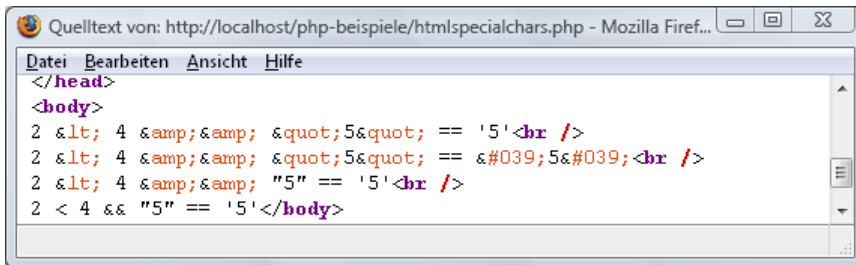 Quelltext von: http://localhost/php-beispiele/htmlspecialchars.php - Mozilla Firef...
Datei Bearbeiten Ansicht Hilfe
</head>
<body>
2 &lt; 4 &amp;&amp; &quot;5&quot; == '5'<br />
2 &lt; 4 &amp;&amp; &quot;5&quot; == &#039;5&#039;<br />
2 &lt; 4 &amp;&amp; "5" == '5'<br />
2 < 4 && "5" == '5'</body>